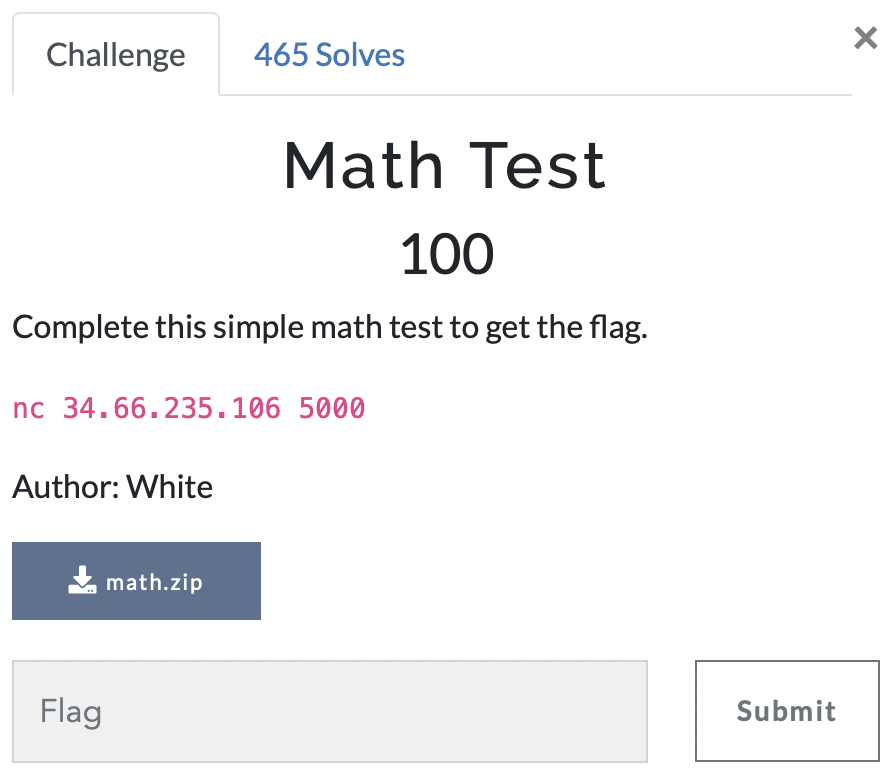 Challenge
465 Solves
×
Math Test
100
Complete this simple math test to get the flag.
nc 34.66.235.106 5000
Author: White
math.zip
Flag
Submit